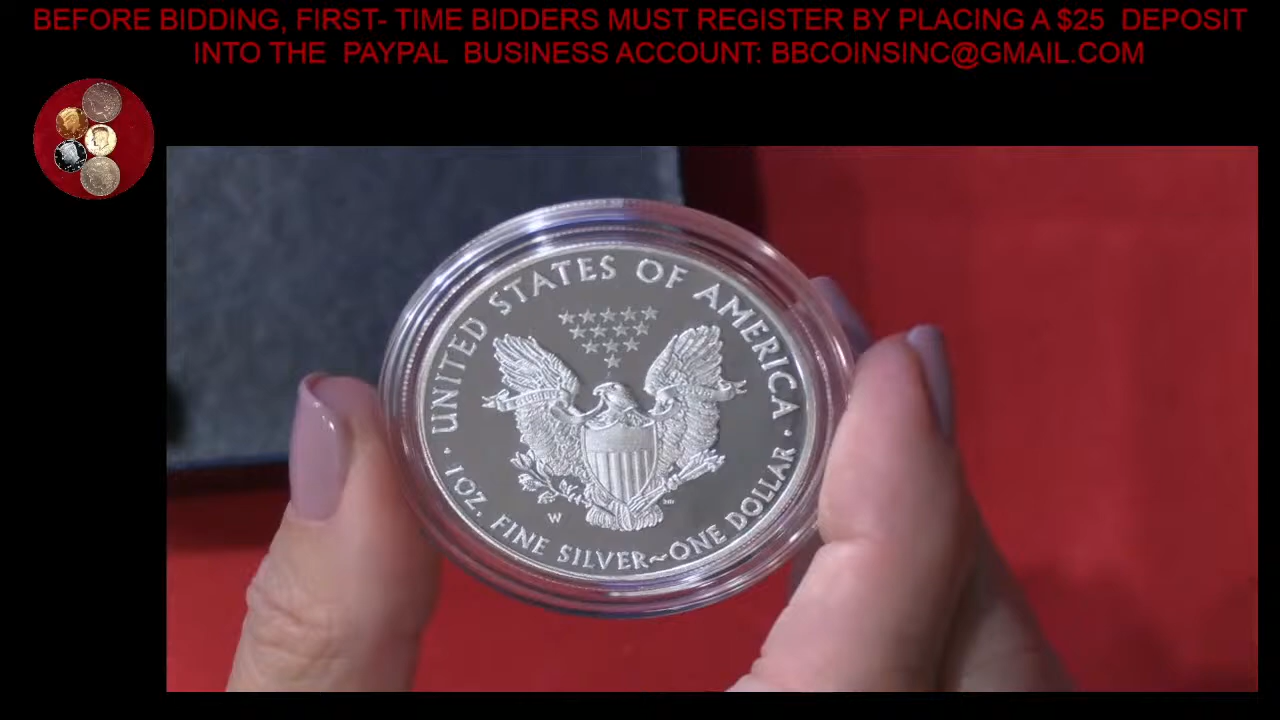 BEFORE BIDDING, FIRST- TIME BIDDERS MUST REGISTER BY PLACING A $25 DEPOSIT
INTO THE PAYPAL BUSINESS ACCOUNT: BBCOINSINC@GMAIL.COM
UNITED STATES OF AMERICA
W
· 1 OZ. FINE SILVER~ONE DOLLAR ·